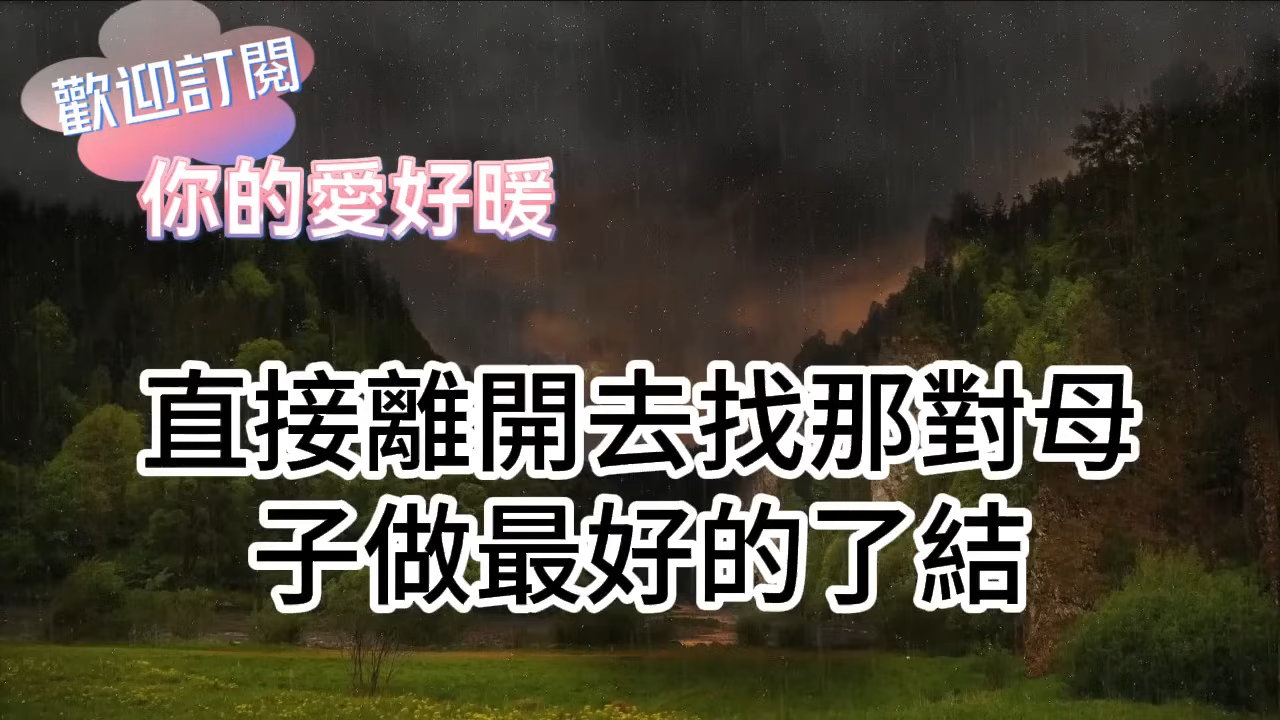 歡迎訂閱
你的愛好暖
直接離開去找那對母
子做最好的了結